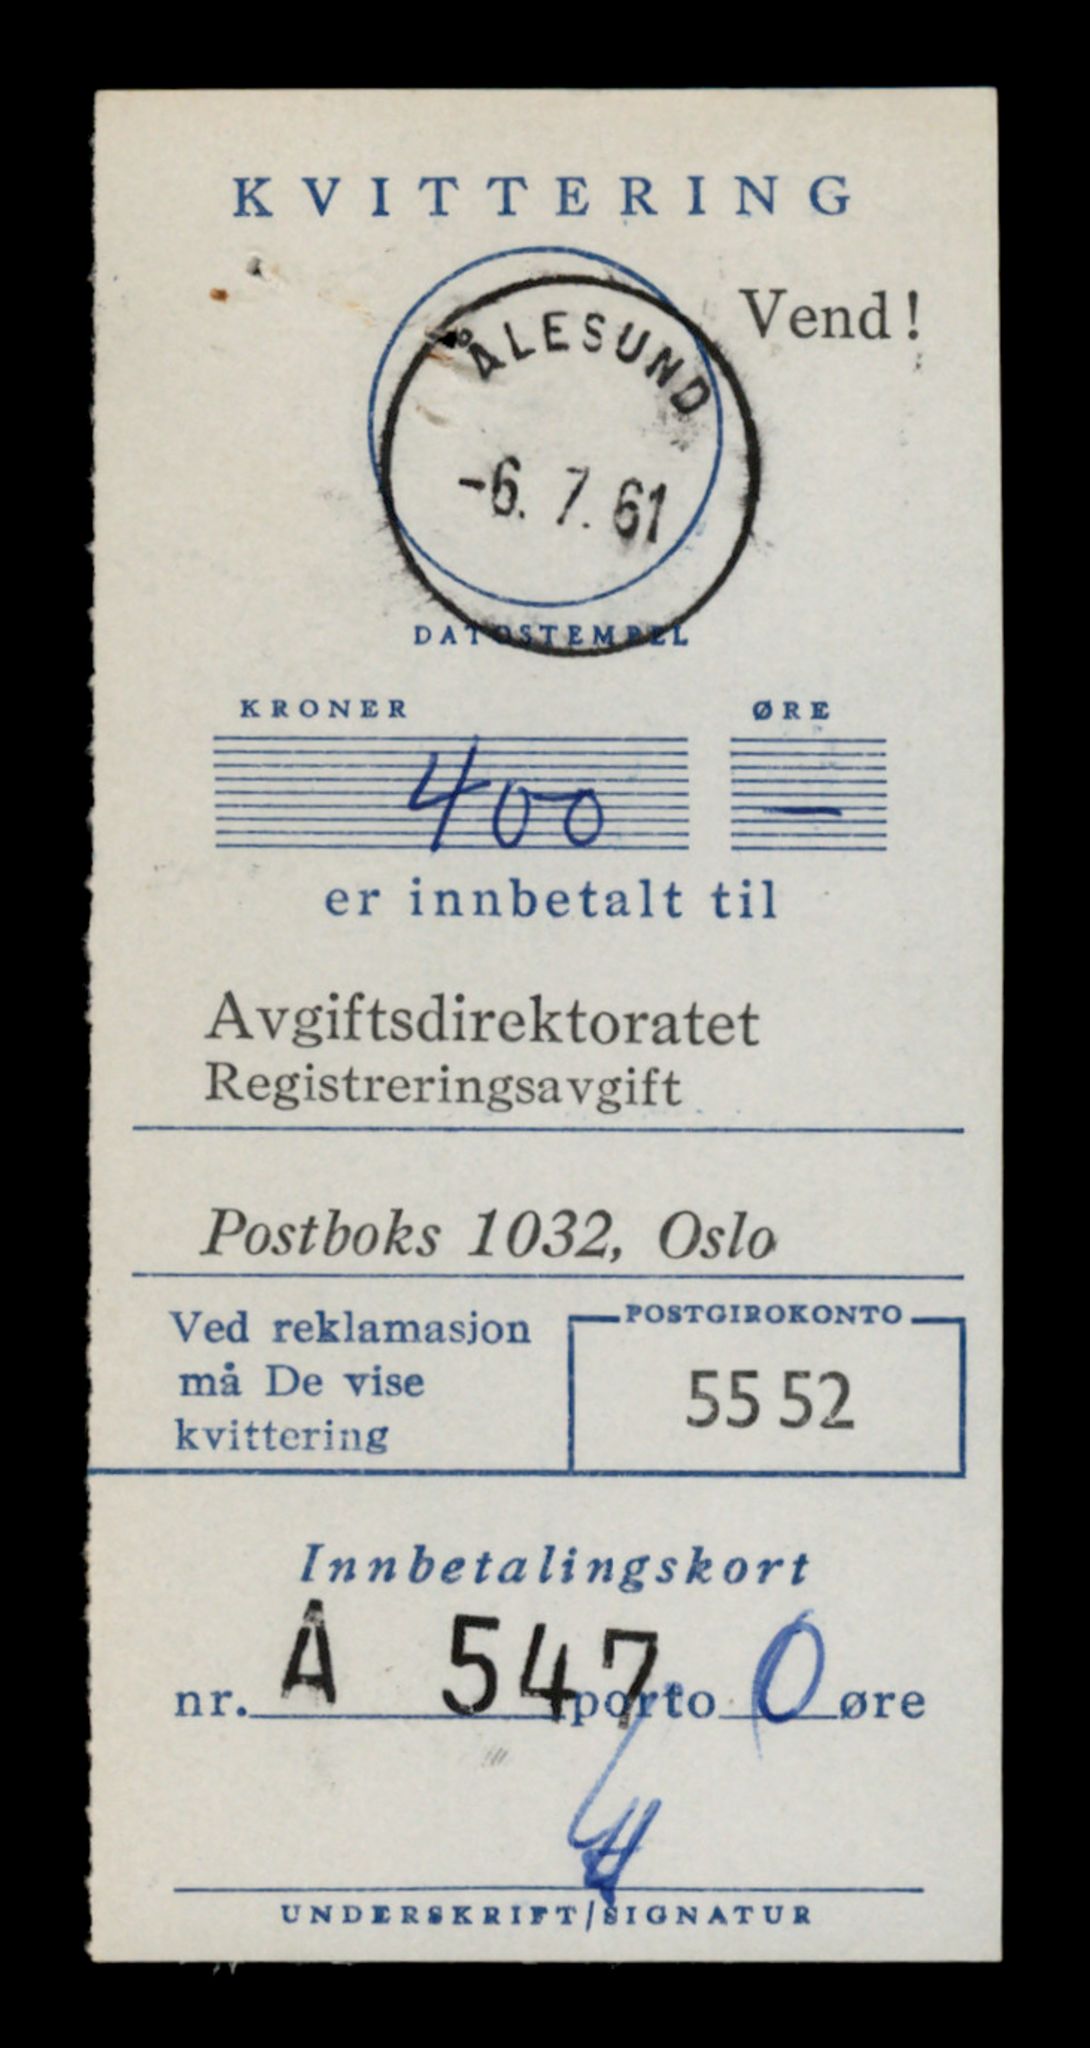 KVITTERING
Vend!
ÅLESUND
-6. 7. 61
DATOSTEMPEL
KRONER ØRE
400 —
er innbetalt til
Avgiftsdirektoratet
Registreringsavgift
Postboks 1032, Oslo
Ved reklamasjon
må De vise
kvittering
POSTGIROKONTO
55 52
Innbetalingskort
nr. A 547 porto 0 øre
UNDERSKRIFT/SIGNATUR